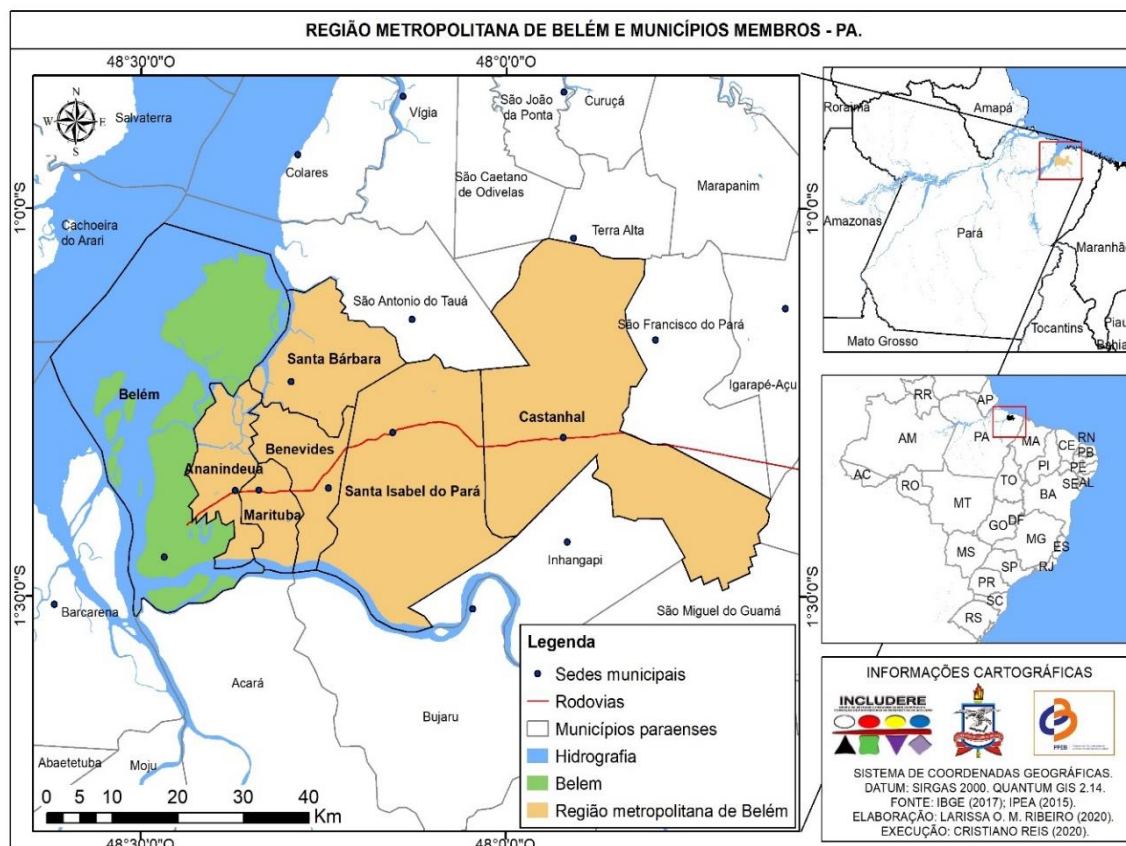 REGIÃO METROPOLITANA DE BELÉM E MUNICÍPIOS MEMBROS - PA.
48°30'0"O
48°0'0"O
N
W
E
S
Salvaterra
Vígia
São João
da Ponta
Curuçá
Colares
São Caetano
de Odivelas
Marapanim
1°0'0"S
1°0'0"S
Cachoeira
do Arari
Terra Alta
São Antonio do Tauá
São Francisco do Pará
Santa Bárbara
Igarapé-Açu
Belém
Castanhal
Benevides
Ananindeua
Santa Isabel do Pará
Marituba
Inhangapi
1°30'0"S
1°30'0"S
Barcarena
São Miguel do Guamá
Acará
Bujaru
Abaetetuba
Moju
0 5 10 20 30 40
Km
48°30'0"O
48°0'0"O
Legenda
Sedes municipais
Rodovias
Municípios paraenses
Hidrografia
Belem
Região metropolitana de Belém
Roraima
Amapá
Amazonas
Pará
Maranhão
Tocantins
Piau
Bahia
Mato Grosso
RR
AP
AM
PA
MA
CE
RN
PB
PE
AL
SE
PI
AC
RO
TO
BA
MT
DF
GO
MG
ES
MS
SP
RJ
PR
SC
RS
INFORMAÇÕES CARTOGRÁFICAS
INCLUDERE
PPEB
SISTEMA DE COORDENADAS GEOGRÁFICAS.
DATUM: SIRGAS 2000. QUANTUM GIS 2.14.
FONTE: IBGE (2017); IPEA (2015).
ELABORAÇÃO: LARISSA O. M. RIBEIRO (2020).
EXECUÇÃO: CRISTIANO REIS (2020).